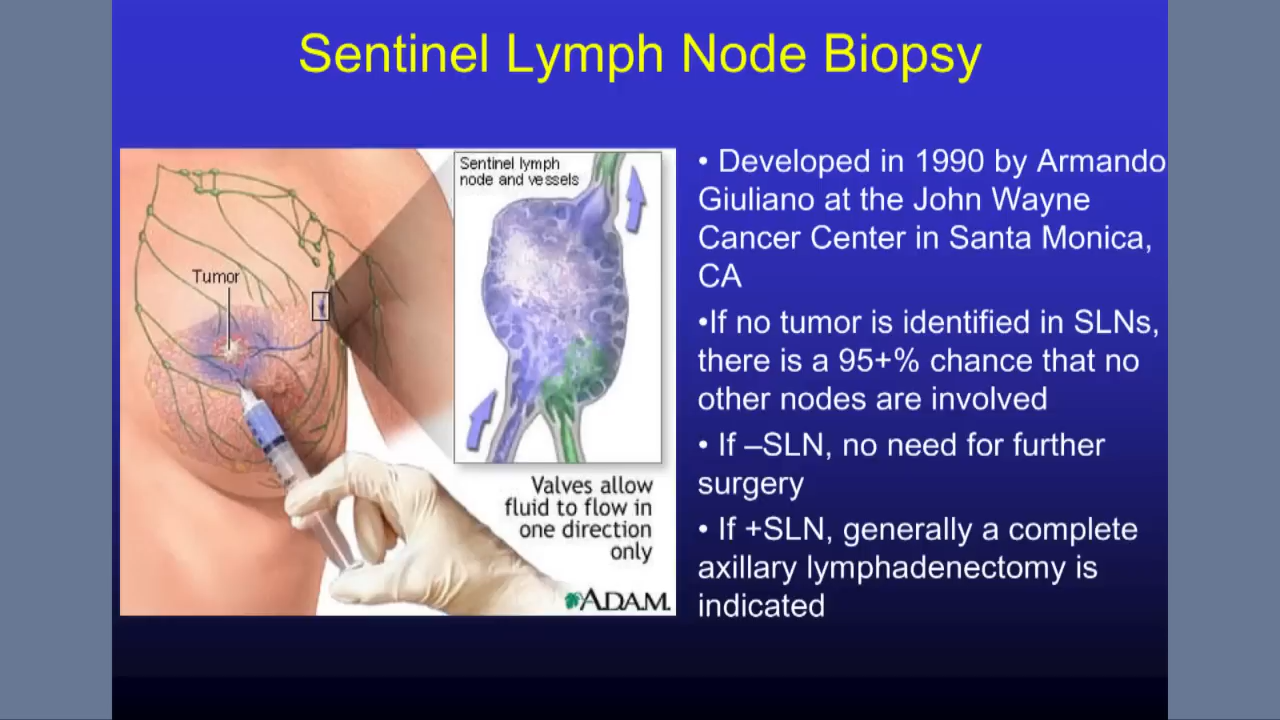 Sentinel Lymph Node Biopsy
Sentinel lymph
node and vessels
Tumor
Valves allow
fluid to flow in
one direction
only
A.D.A.M.
• Developed in 1990 by Armando
Giuliano at the John Wayne
Cancer Center in Santa Monica,
CA
•If no tumor is identified in SLNs,
there is a 95+% chance that no
other nodes are involved
• If –SLN, no need for further
surgery
• If +SLN, generally a complete
axillary lymphadenectomy is
indicated